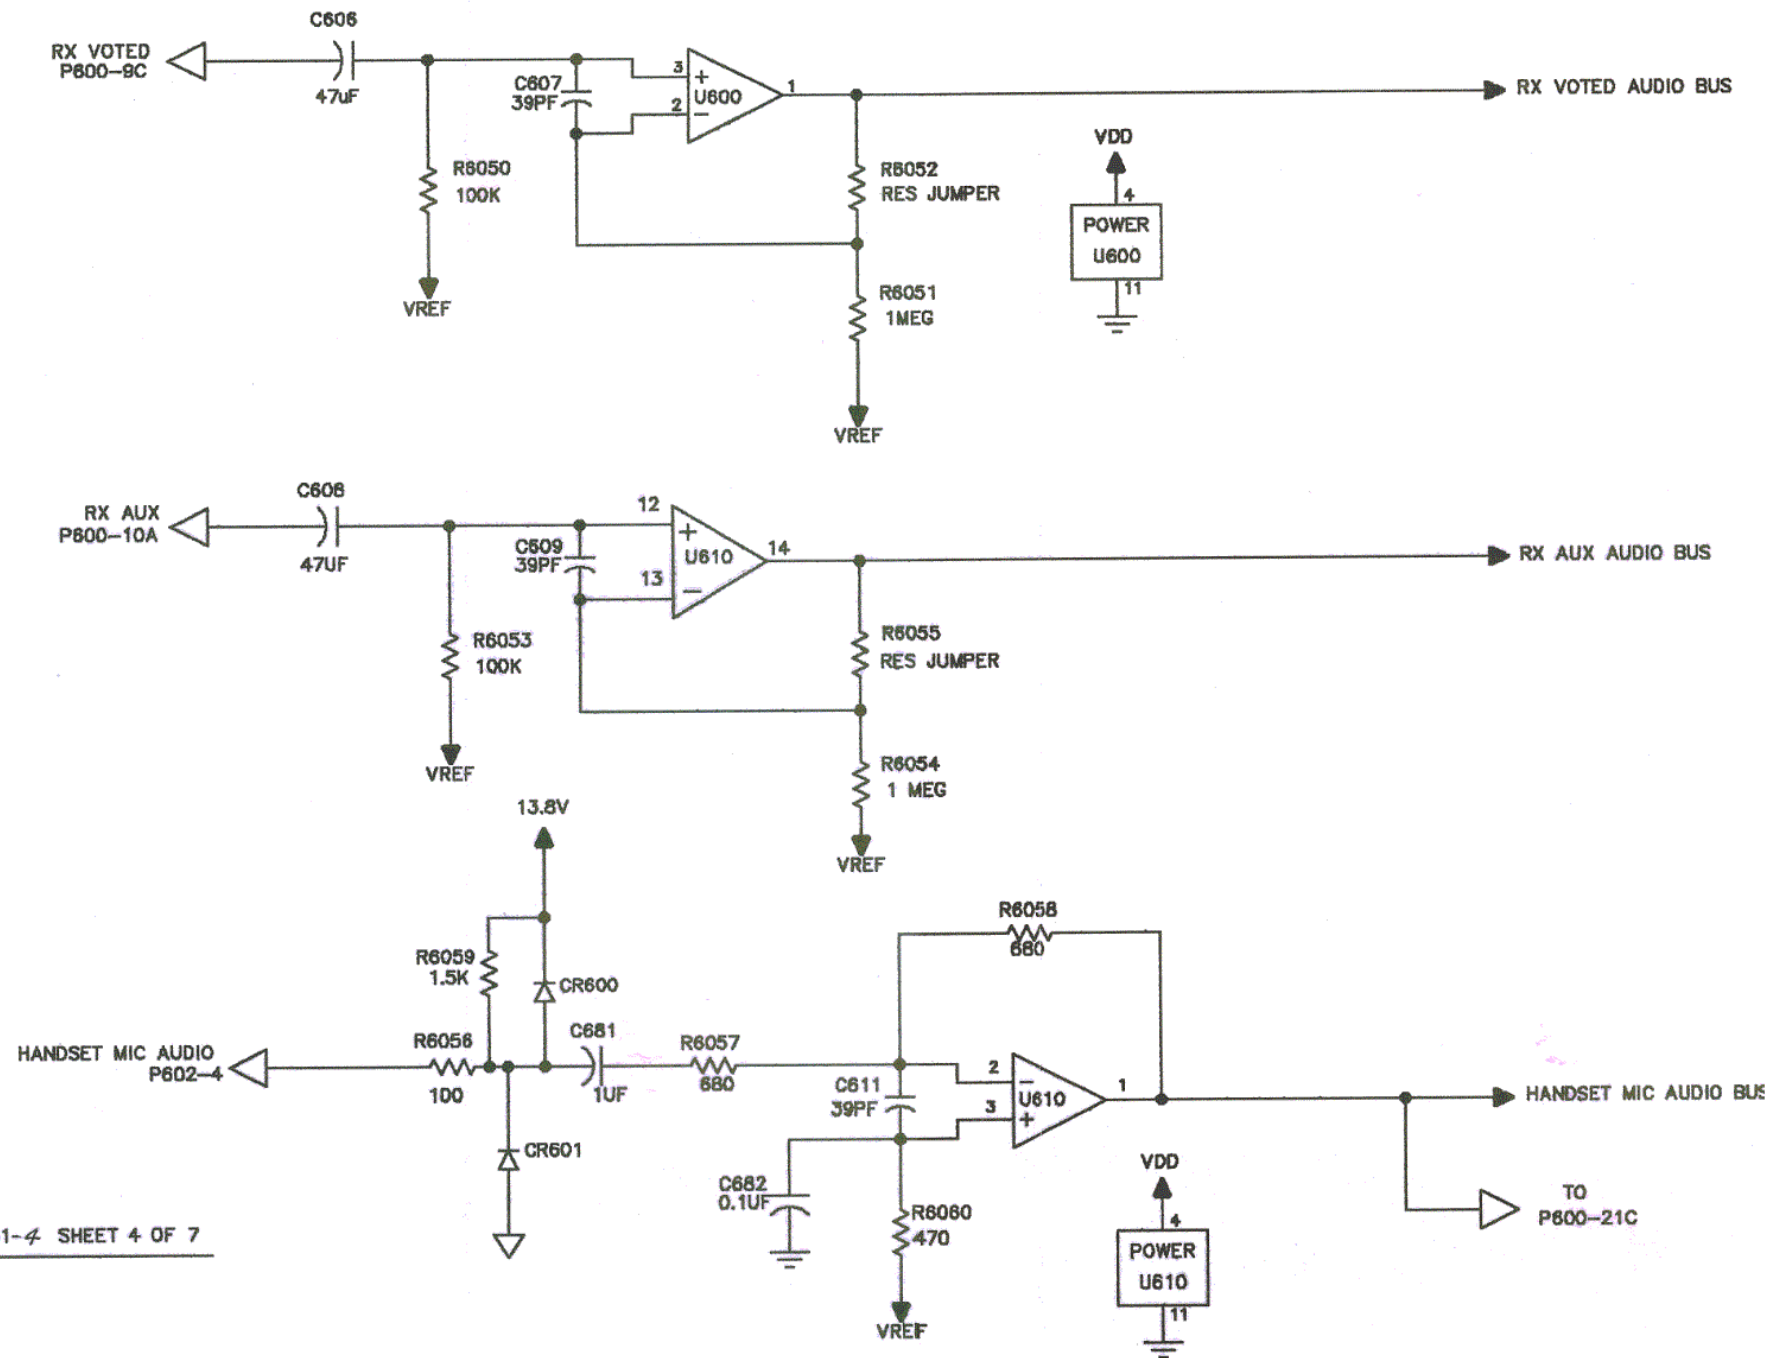 C606
RX VOTED
P600-9C
47uF
C607
39PF
3
+
U600
2
−
1
RX VOTED AUDIO BUS
R6050
100K
VREF
R6052
RES JUMPER
R6051
1MEG
VREF
VDD
4
POWER
U600
11
C608
RX AUX
P600-10A
47UF
C609
39PF
12
+
U610
13
−
14
RX AUX AUDIO BUS
R6053
100K
VREF
R6055
RES JUMPER
R6054
1 MEG
VREF
13.8V
R6059
1.5K
CR600
R6058
680
HANDSET MIC AUDIO
P602-4
R6056
100
C681
1UF
R6057
680
C611
39PF
2
−
U610
3
+
1
HANDSET MIC AUDIO BUS
CR601
C682
0.1UF
R6060
470
VREF
VDD
4
POWER
U610
11
TO
P600-21C
1-4 SHEET 4 OF 7